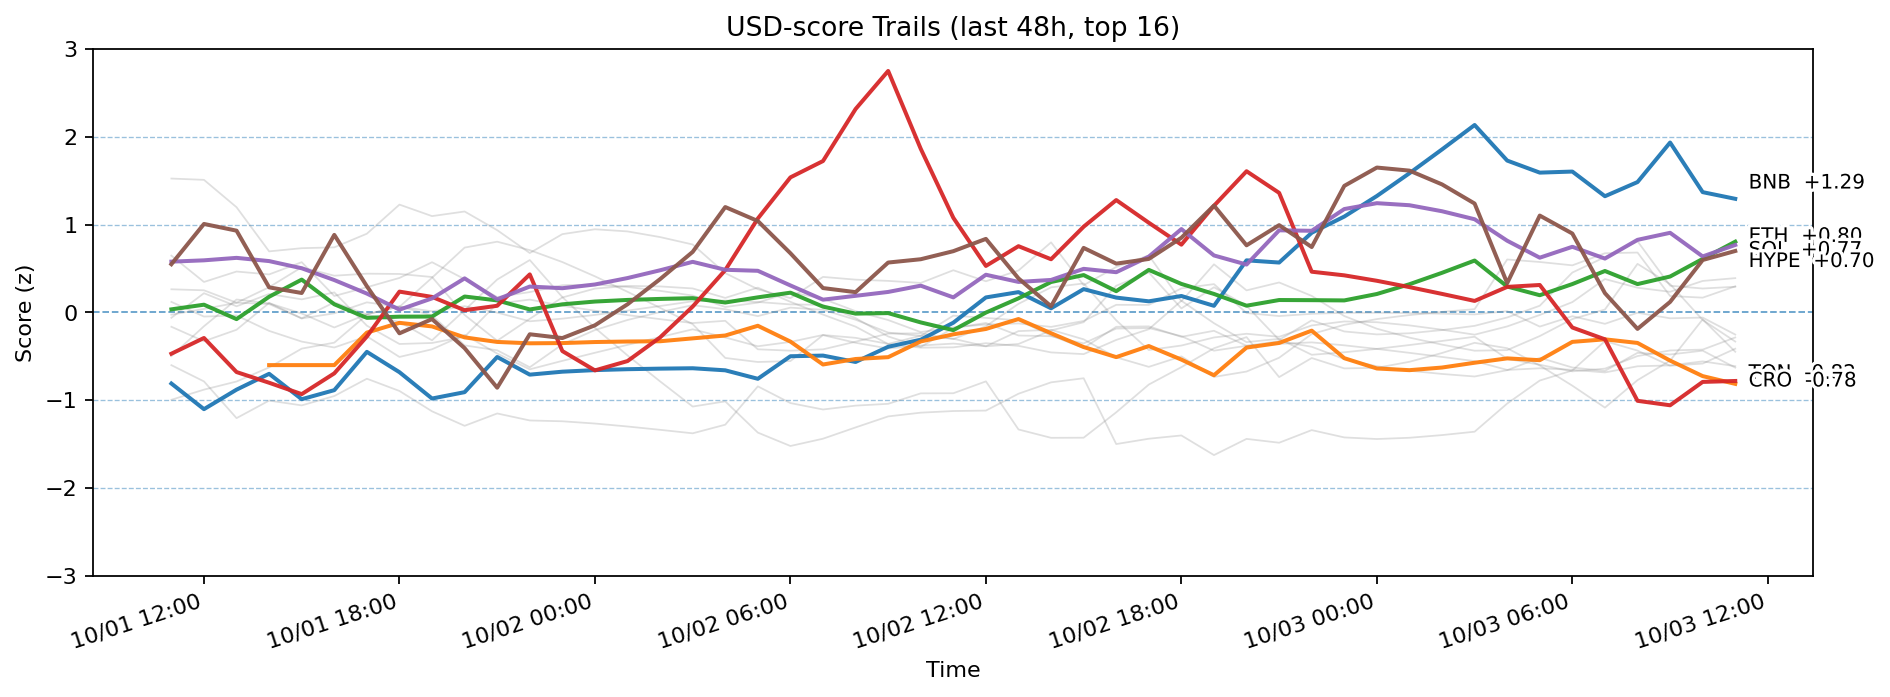 USD-score Trails (last 48h, top 16)
Score (z)
3
2
1
0
−1
−2
−3
BNB +1.29
ETH +0.80
SOL +0.77
HYPE +0.70
CRO -0.78
10/01 12:00
10/01 18:00
10/02 00:00
10/02 06:00
10/02 12:00
10/02 18:00
10/03 00:00
10/03 06:00
10/03 12:00
Time